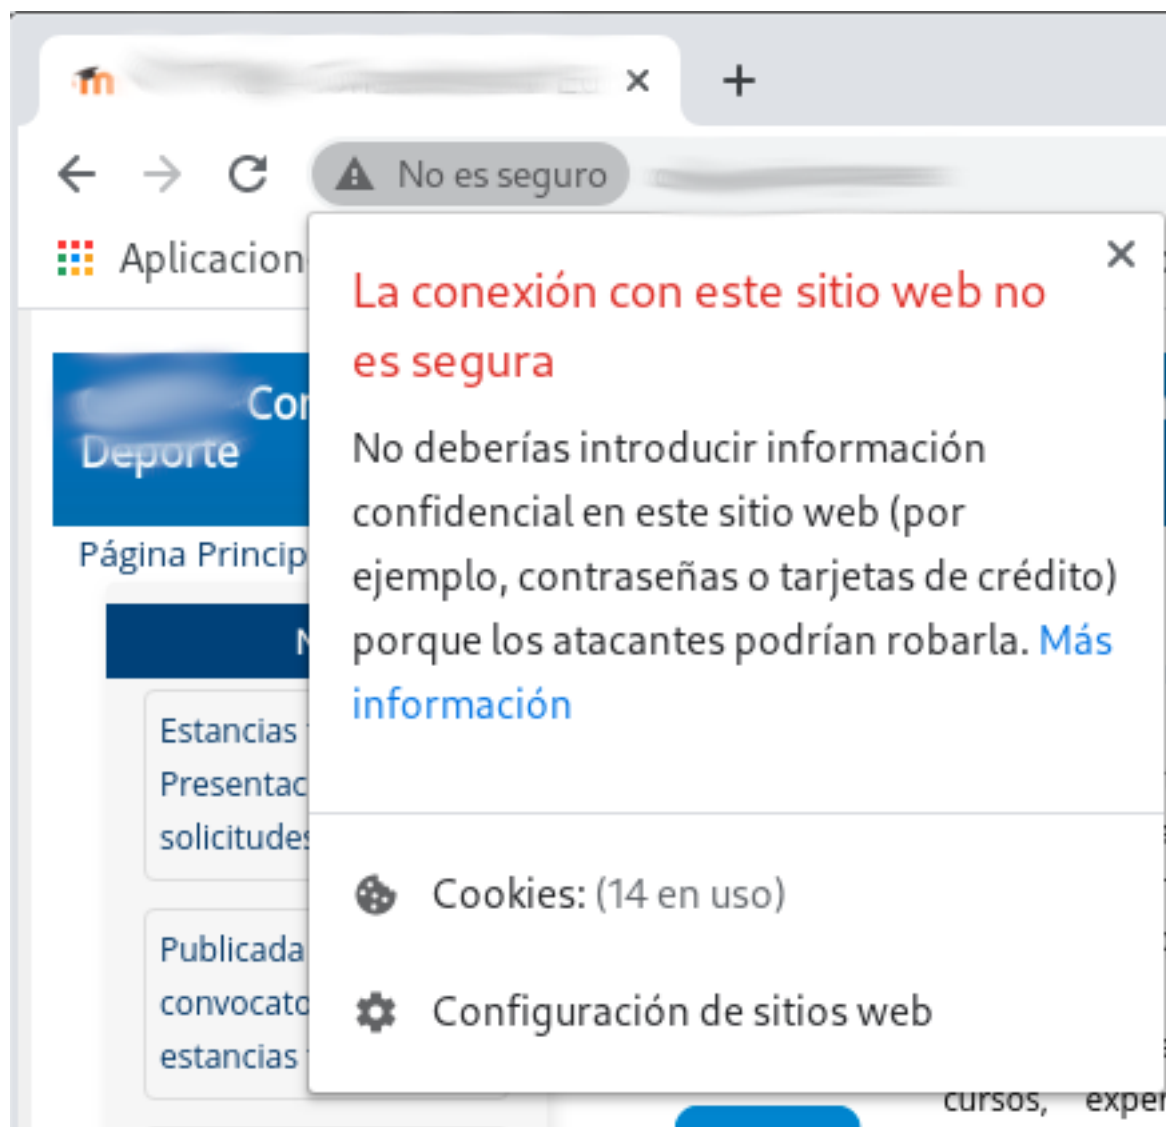 No es seguro
Aplicacion
La conexión con este sitio web no
es segura
No deberías introducir información
confidencial en este sitio web (por
ejemplo, contraseñas o tarjetas de crédito)
porque los atacantes podrían robarla. Más
información
Cookies: (14 en uso)
Configuración de sitios web
Con
Deporte
Página Princip
N
Estancias
Presentac
solicitudes
Publicada
convocato
estancias
cursos, exper